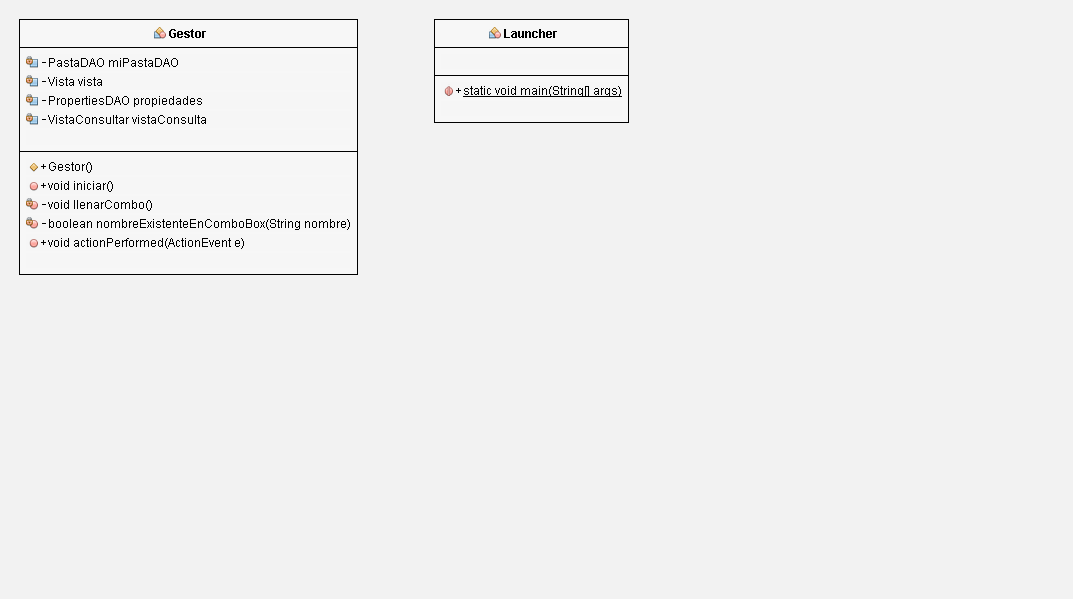 Gestor
-PastaDAO miPastaDAO
-Vista vista
-PropertiesDAO propiedades
-VistaConsultar vistaConsulta
+Gestor()
+void iniciar()
-void llenarCombo()
-boolean nombreExistenteEnComboBox(String nombre)
+void actionPerformed(ActionEvent e)
Launcher
+static void main(String[] args)